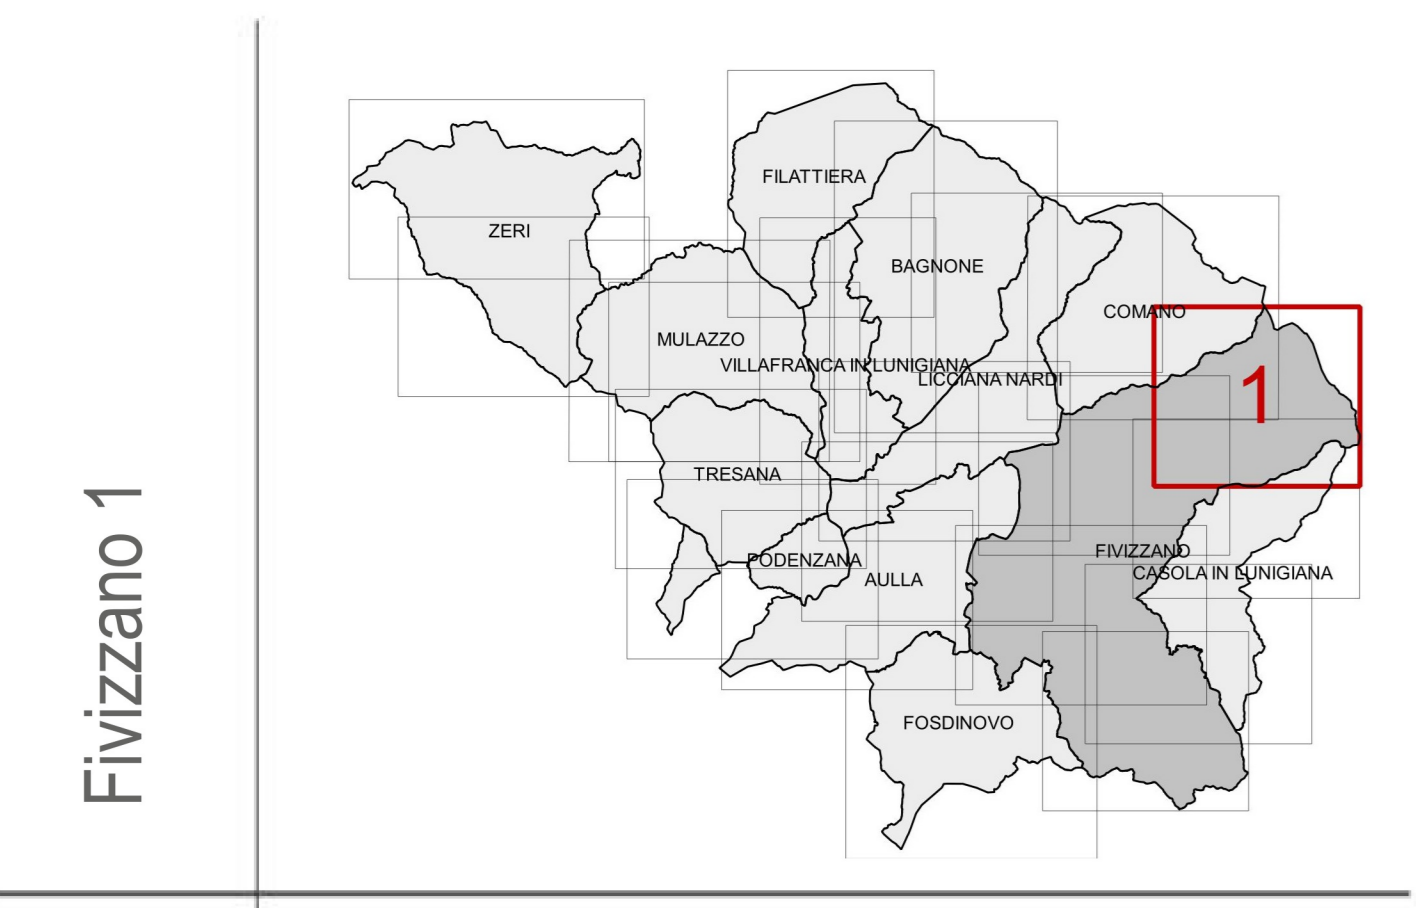 Fivizzano 1
FILATTIERA
ZERI
BAGNONE
COMANO
MULAZZO
VILLAFRANCA IN LUNIGIANA
LICCIANA NARDI
1
TRESANA
FIVIZZANO
PODENZANA
CASOLA IN LUNIGIANA
AULLA
FOSDINOVO